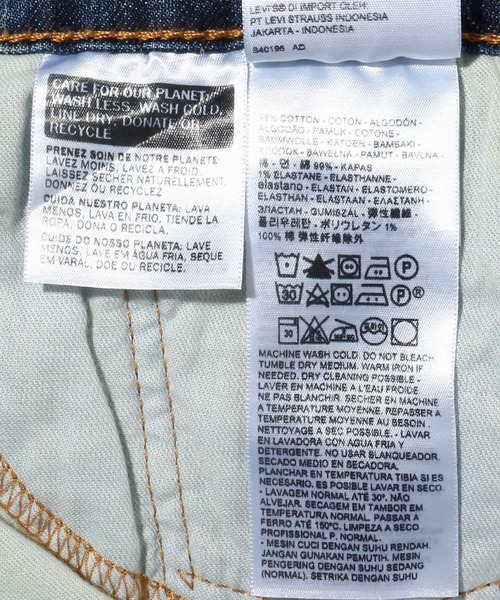 CARE FOR OUR PLANET:
WASH LESS, WASH COLD,
LINE DRY, DONATE OR
RECYCLE
PRENEZ SOIN DE NOTRE PLANETE:
LAVEZ MOINS, LAVEZ A FROID,
LAISSEZ SECHER NATURELLEMENT,
DONNEZ OU RECYCLEZ
CUIDA NUESTRO PLANETA: LAVA
MENOS, LAVA EN FRIO, TIENDE LA
ROPA, DONA O RECICLA.
CUIDE DO NOSSO PLANETA: LAVE
MENOS, LAVE EM ÁGUA FRIA, SEQUE
EM VARAL, DOE OU RECICLE.
LEVI'S® DI IMPORT OLEH:
PT LEVI STRAUSS INDONESIA
JAKARTA - INDONESIA
S40196 AD
99% COTTON - COTON - ALGODÓN -
ALGODÃO - PAMUK - COTONE -
BAUMWOLLE - KATOEN - BAMBAKI -
ХЛОПОК - BAWEŁNA - PAMUT - BAVLNA -
棉 - 면 - 綿 99% - KAPAS
1% ELASTANE - ELASTHANNE -
elastano - ELASTAN - ELASTOMERO -
ELASTHAN - ELASTAAN - ΕΛΑΣΤΑΝΗ -
ЭЛАСТАН - GUMISZÁL - 弹性纖維 -
폴리우레탄 - ポリウレタン 1%
100% 棉 弹性纤维除外
P
30 P ®
30
MACHINE WASH COLD. DO NOT BLEACH.
TUMBLE DRY MEDIUM. WARM IRON IF
NEEDED. DRY CLEANING POSSIBLE -
LAVER EN MACHINE A L'EAU FROIDE.
NE PAS BLANCHIR. SECHER EN MACHINE
A TEMPERATURE MOYENNE. REPASSER A
TEMPERATURE MOYENNE AU BESOIN.
NETTOYAGE A SEC POSSIBLE. - LAVAR
EN LAVADORA CON AGUA FRIA Y
DETERGENTE. NO USAR BLANQUEADOR.
SECADO MEDIO EN SECADORA.
PLANCHAR EN TEMPERATURA TIBIA SI ES
NECESARIO. ES POSIBLE LAVAR EN SECO.
- LAVAGEM NORMAL ATÉ 30º. NÃO
ALVEJAR. SECAGEM EM TAMBOR EM
TEMPERATURA NORMAL. PASSAR A
FERRO ATÉ 150ºC. LIMPEZA A SECO
PROFISSIONAL P. NORMAL.
- MESIN CUCI DENGAN SUHU RENDAH.
JANGAN GUNAKAN PEMUTIH. MESIN
PENGERING DENGAN SUHU SEDANG
(NORMAL). SETRIKA DENGAN SUHU